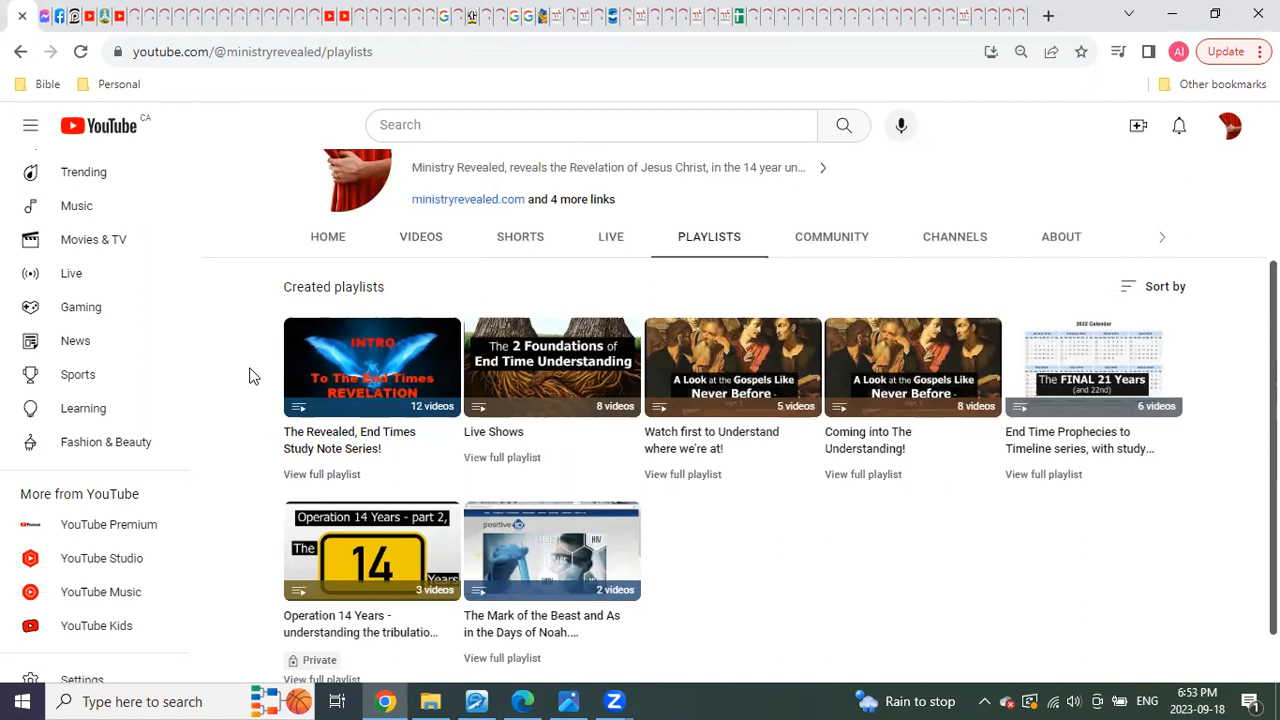 youtube.com/@ministryrevealed/playlists
AI
Update
Bible
Personal
Other bookmarks
YouTube CA
Search
Trending
Music
Movies & TV
Live
Gaming
News
Sports
Learning
Fashion & Beauty
More from YouTube
YouTube Premium
YouTube Studio
YouTube Music
YouTube Kids
Settings
Ministry Revealed, reveals the Revelation of Jesus Christ, in the 14 year un...
ministryrevealed.com and 4 more links
HOME VIDEOS SHORTS LIVE PLAYLISTS COMMUNITY CHANNELS ABOUT
Created playlists
Sort by
INTRO
To The End Times
REVELATION
12 videos
The Revealed, End Times
Study Note Series!
View full playlist
The 2 Foundations of
End Time Understanding
8 videos
Live Shows
View full playlist
A Look at the Gospels Like
Never Before -
5 videos
Watch first to Understand
where we're at!
View full playlist
A Look at the Gospels Like
Never Before -
8 videos
Coming into The
Understanding!
View full playlist
2022 Calendar
The FINAL 21 Years
(and 22nd)
6 videos
End Time Prophecies to
Timeline series, with study...
View full playlist
Operation 14 Years - part 2,
The
14
Years
3 videos
Operation 14 Years -
understanding the tribulatio...
Private
View full playlist
positive
HIV
2 videos
The Mark of the Beast and As
in the Days of Noah....
View full playlist
Type here to search
Rain to stop
ENG
6:53 PM
2023-09-18
1